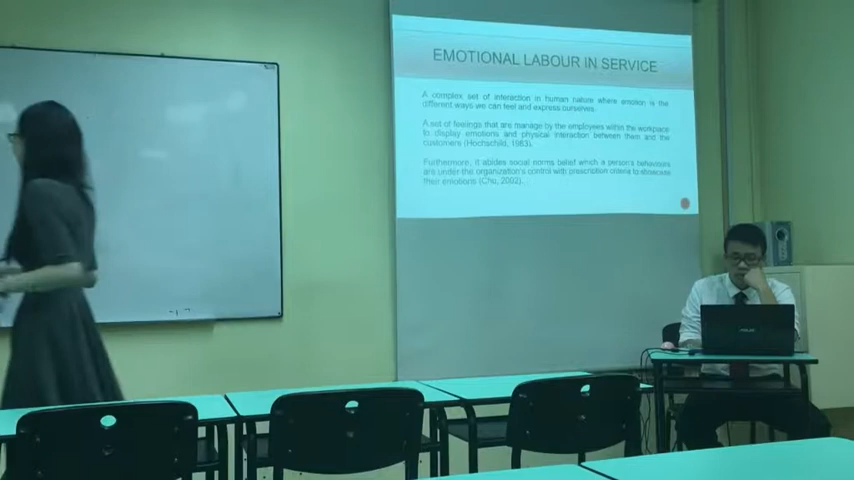 EMOTIONAL LABOUR IN SERVICE
A complex set of interaction in human nature where emotion is the
different ways we can feel and express ourselves.
A set of feelings that are manage by the employees within the workplace
to display emotions and physical interaction between them and the
customers (Hochschild, 1983).
Furthermore, it abides social norms belief which a person's behaviours
are under the organization's control with prescription criteria to
their emotions (Chu, 2002).